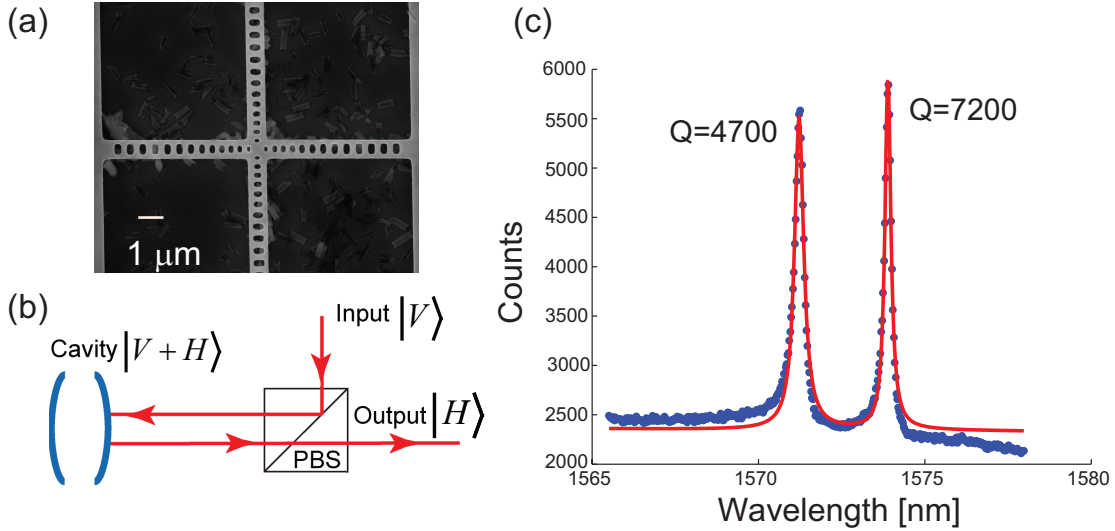 (a)
1 μm
(b)
Input |V⟩
Cavity |V + H⟩
Output |H⟩
PBS
(c)
6000
5500
5000
4500
4000
3500
3000
2500
2000
Counts
Q=4700
Q=7200
1565
1570
1575
1580
Wavelength [nm]